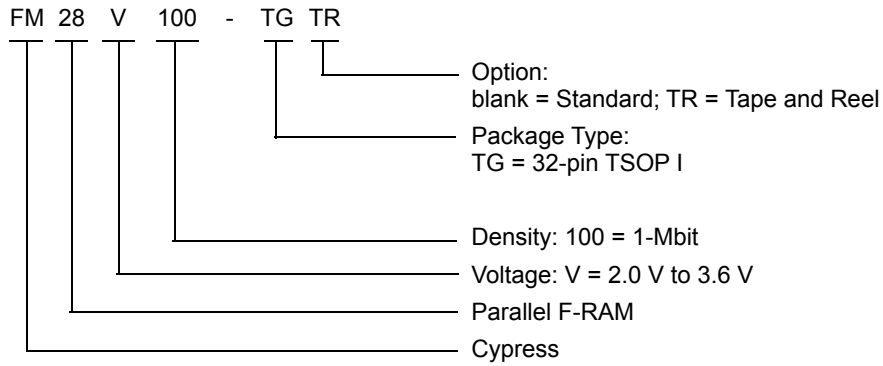 FM 28 V 100 - TG TR
Option:
blank = Standard; TR = Tape and Reel
Package Type:
TG = 32-pin TSOP I
Density: 100 = 1-Mbit
Voltage: V = 2.0 V to 3.6 V
Parallel F-RAM
Cypress